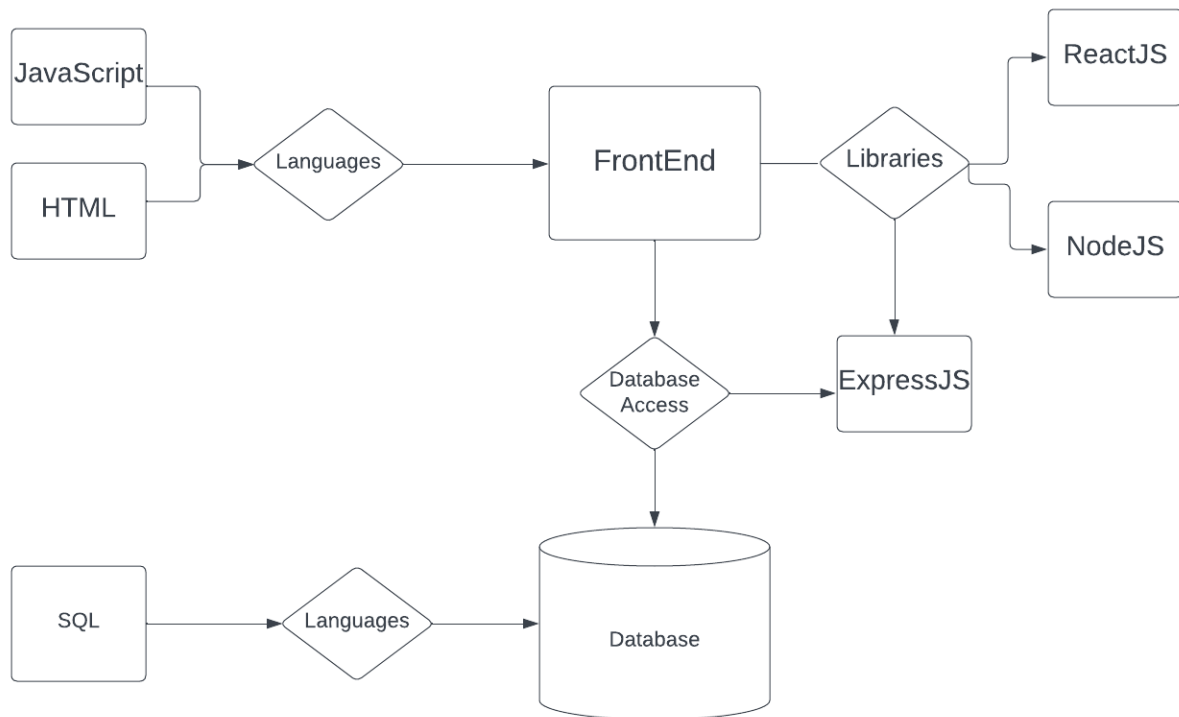 JavaScript
HTML
Languages
FrontEnd
Libraries
ReactJS
NodeJS
Database
Access
ExpressJS
SQL
Languages
Database